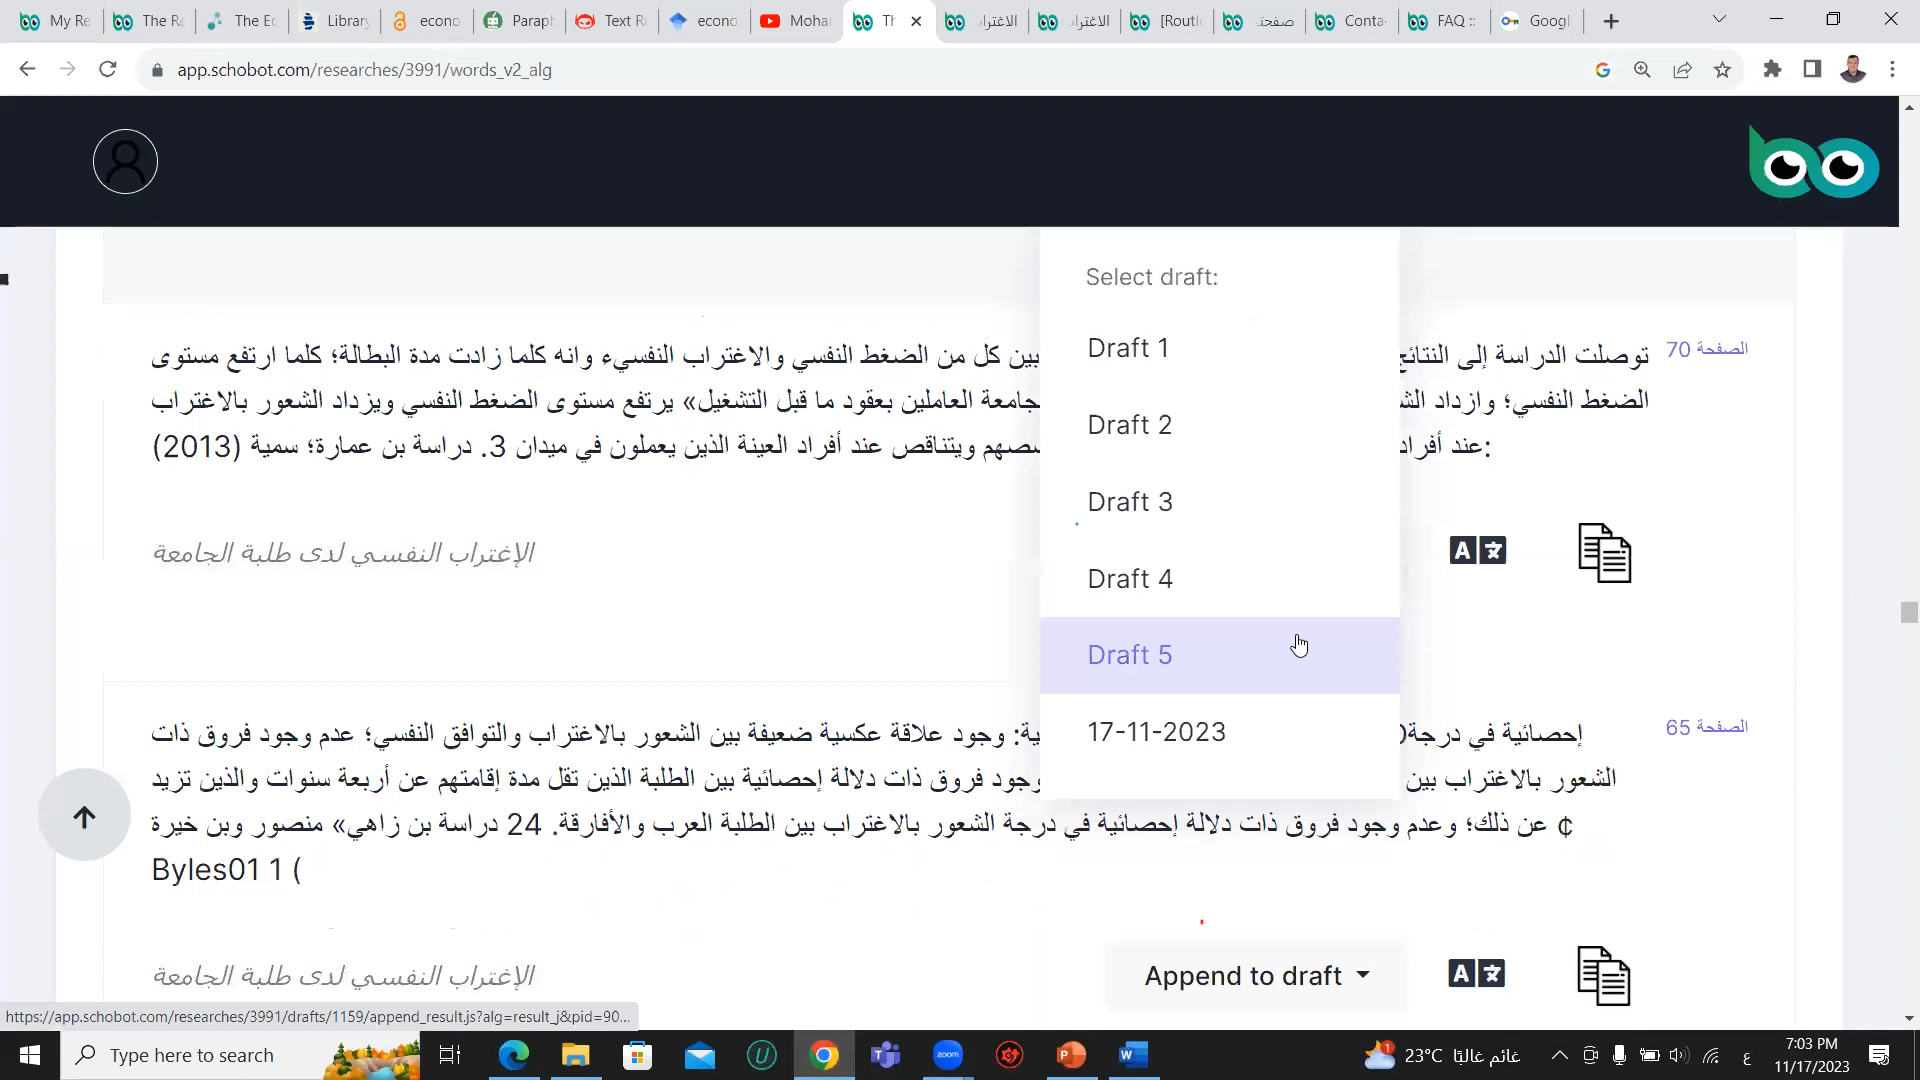 My Re
The Ra
The Ec
Library
econo
Paraph
Text Ri
econo
Mohar
Th
الاغترا
الاغترا
[Routl
صفحة
Conta
FAQ ::
Googl
app.schobot.com/researches/3991/words_v2_alg
Select draft:
Draft 1
Draft 2
Draft 3
Draft 4
Draft 5
17-11-2023
الصفحة 70
توصلت الدراسة إلى النتائج بين كل من الضغط النفسي والاغتراب النفسيء وانه كلما زادت مدة البطالة؛ كلما ارتفع مستوى
الضغط النفسي؛ وازداد الش جامعة العاملين بعقود ما قبل التشغيل» يرتفع مستوى الضغط النفسي ويزداد الشعور بالاغتراب
عند أفراد صصهم ويتناقص عند أفراد العينة الذين يعملون في ميدان 3. دراسة بن عمارة؛ سمية (2013):
الإغتراب النفسي لدى طلبة الجامعة
الصفحة 65
إحصائية في درجة ية: وجود علاقة عكسية ضعيفة بين الشعور بالاغتراب والتوافق النفسي؛ عدم وجود فروق ذات
الشعور بالاغتراب بين وجود فروق ذات دلالة إحصائية بين الطلبة الذين تقل مدة إقامتهم عن أربعة سنوات والذين تزيد
¢ عن ذلك؛ وعدم وجود فروق ذات دلالة إحصائية في درجة الشعور بالاغتراب بين الطلبة العرب والأفارقة. 24 دراسة بن زاهي» منصور وبن خيرة
Byles01 1 (
الإغتراب النفسي لدى طلبة الجامعة
Append to draft
https://app.schobot.com/researches/3991/drafts/1159/append_result.js?alg=result_j&pid=90...
Type here to search
23°C غائم غالبًا
ع
7:03 PM
11/17/2023